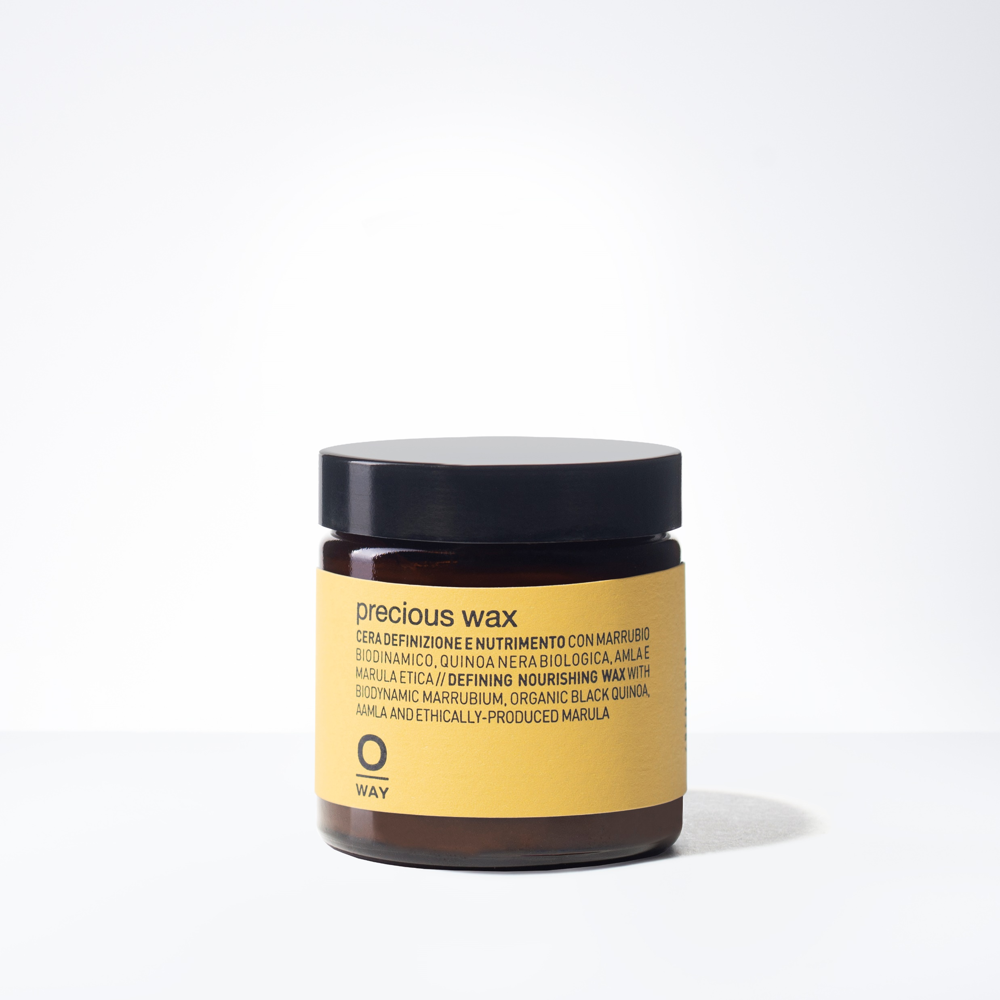 precious wax
CERA DEFINIZIONE E NUTRIMENTO CON MARRUBIO
BIODINAMICO, QUINOA NERA BIOLOGICA, AMLA E
MARULA ETICA // DEFINING NOURISHING WAX WITH
BIODYNAMIC MARRUBIUM, ORGANIC BLACK QUINOA,
AAMLA AND ETHICALLY-PRODUCED MARULA
O
WAY